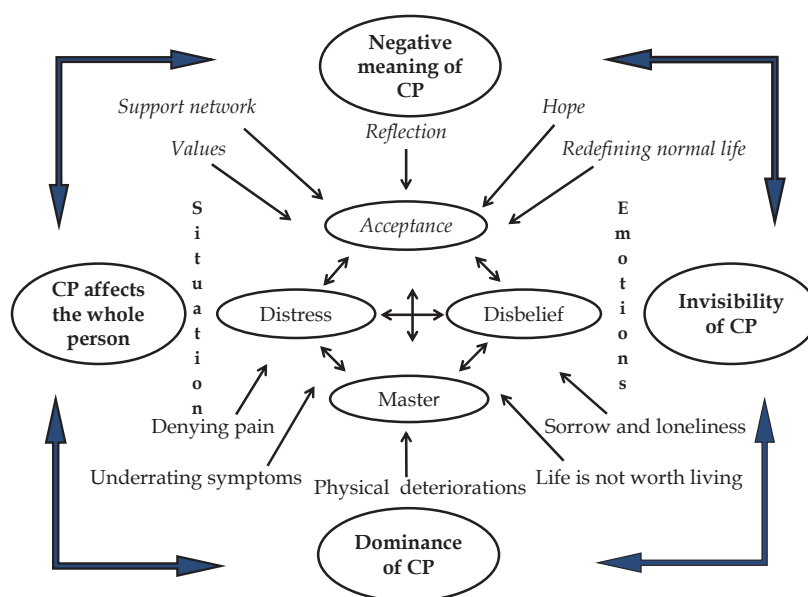 Negative
meaning of
CP
Support network
Hope
Reflection
Values
Redefining normal life
Situation
Emotions
Acceptance
CP affects
the whole
person
Distress
Disbelief
Invisibility
of CP
Master
Denying pain
Sorrow and loneliness
Underrating symptoms
Life is not worth living
Physical deteriorations
Dominance
of CP